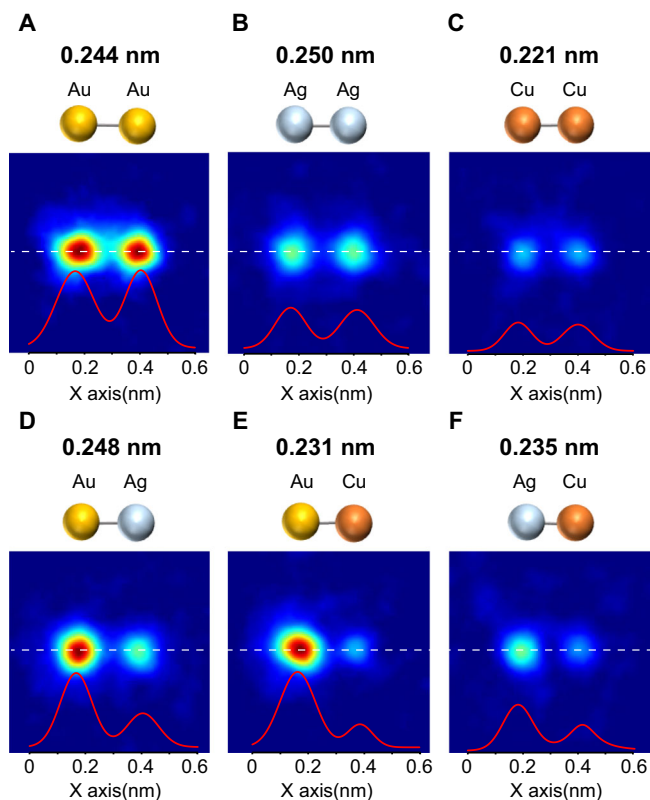 A
B
C
0.244 nm
0.250 nm
0.221 nm
Au Au
Ag Ag
Cu Cu
0 0.2 0.4 0.6
0 0.2 0.4 0.6
0 0.2 0.4 0.6
X axis(nm)
X axis(nm)
X axis(nm)
D
E
F
0.248 nm
0.231 nm
0.235 nm
Au Ag
Au Cu
Ag Cu
0 0.2 0.4 0.6
0 0.2 0.4 0.6
0 0.2 0.4 0.6
X axis(nm)
X axis(nm)
X axis(nm)